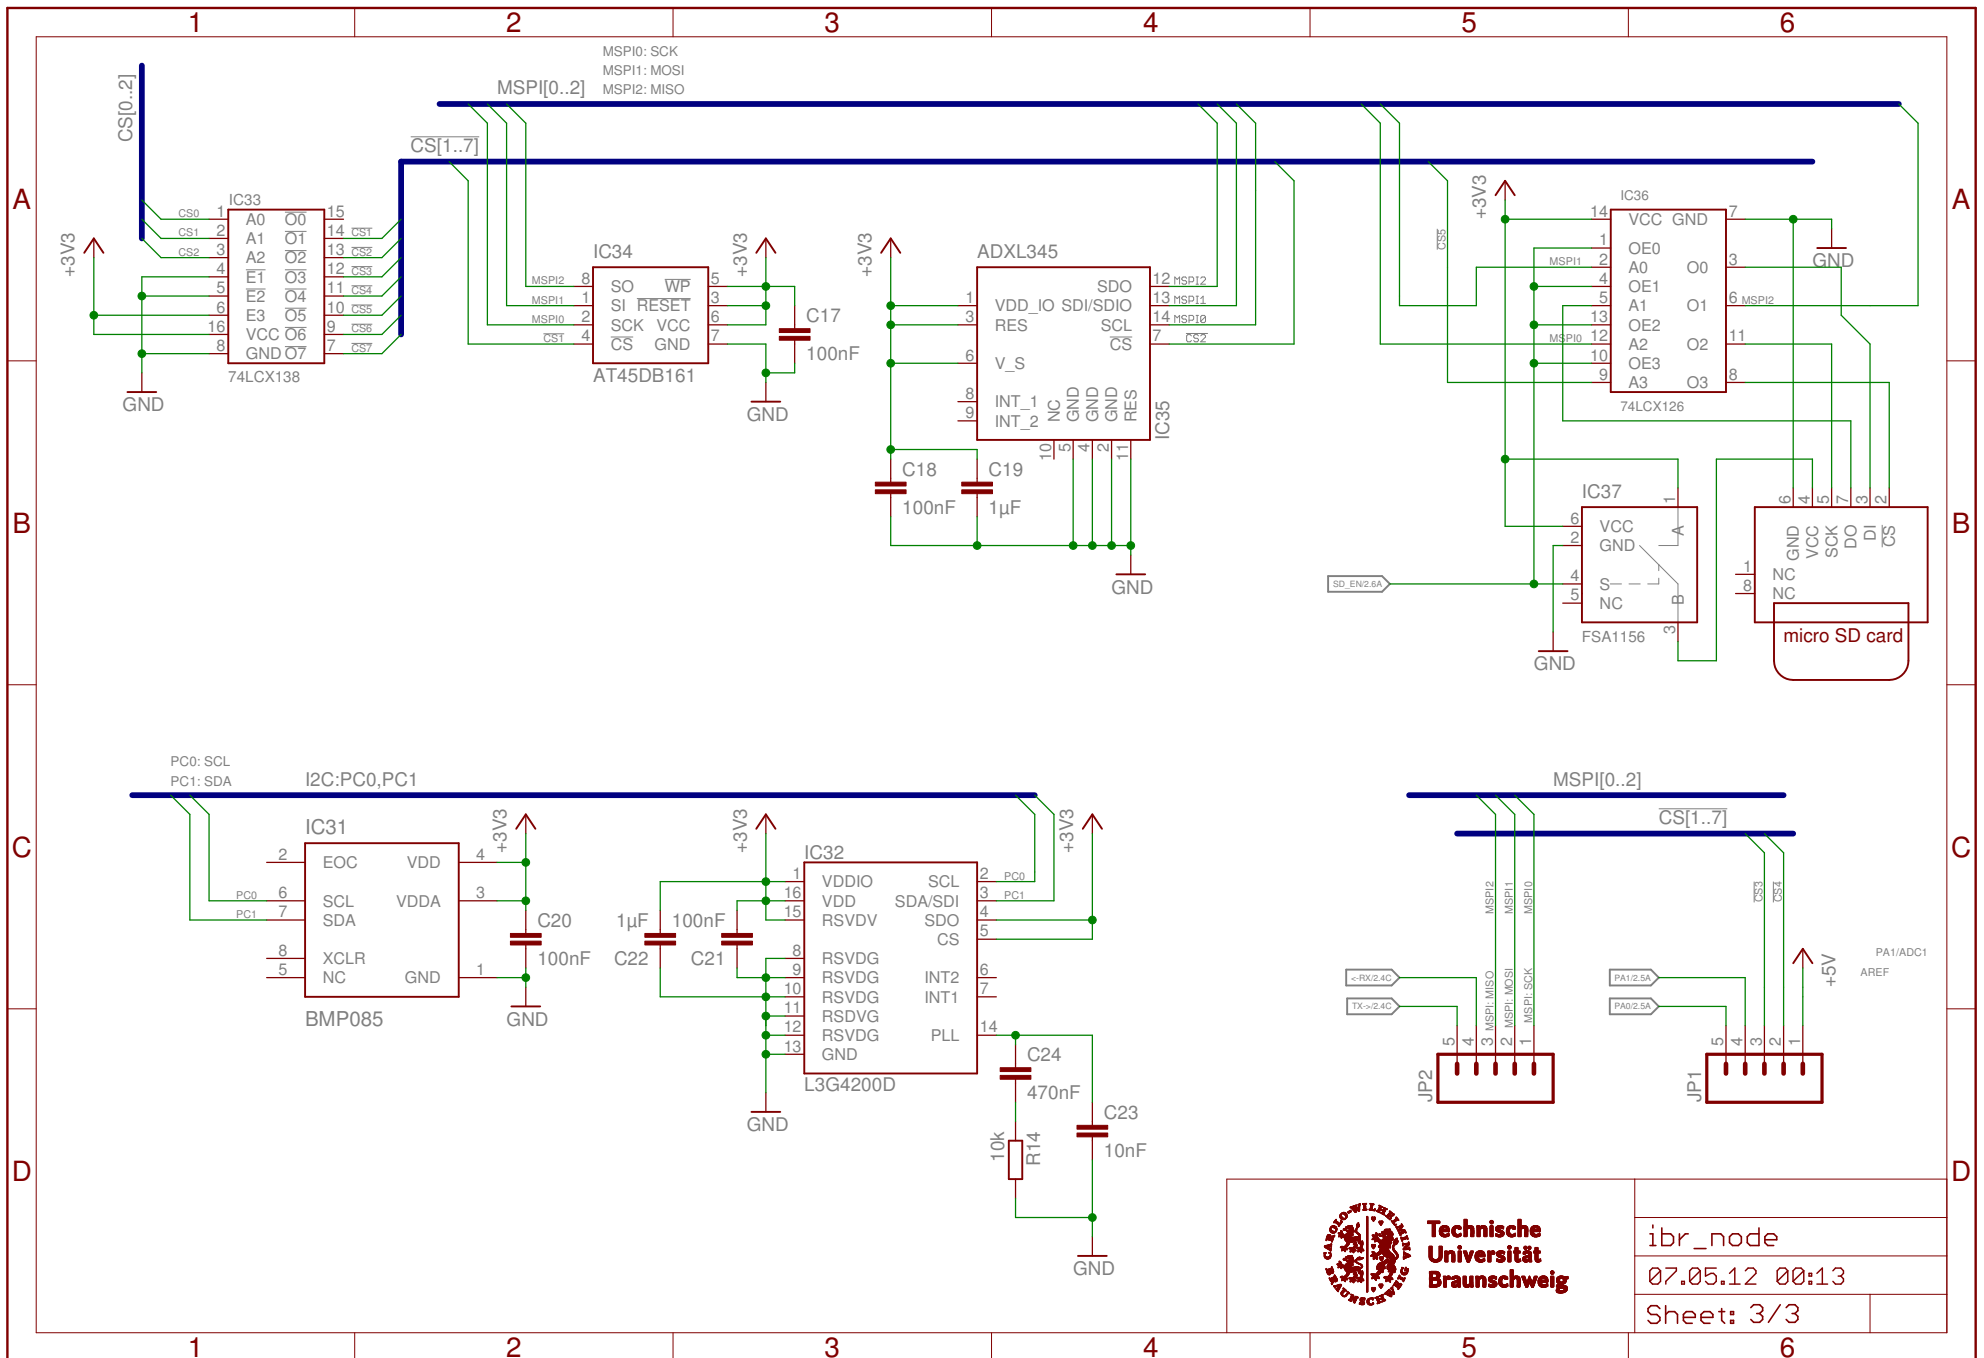 1 2 3 4 5 6
A
B
C
D
A
B
C
D
CS[0..2]
MSPI0: SCK
MSPI1: MOSI
MSPI2: MISO
MSPI[0..2]
CS[1..7]
IC33
CS0 1 A0 O0 15
CS1 2 A1 O1 14 CS1
CS2 3 A2 O2 13 CS2
4 E1 O3 12 CS3
5 E2 O4 11 CS4
6 E3 O5 10 CS5
16 VCC O6 9 CS6
8 GND O7 7 CS7
74LCX138
+3V3
GND
IC34
MSPI2 8 SO WP 5
MSPI1 1 SI RESET 3
MSPI0 2 SCK VCC 6
CS1 4 CS GND 7
AT45DB161
+3V3
C17
100nF
GND
+3V3
ADXL345
1 VDD_IO
3 RES
6 V_S
8 INT_1
9 INT_2
SDO 12 MSPI2
SDI/SDIO 13 MSPI1
SCL 14 MSPI0
CS 7 CS2
NC GND GND GND RES
10 5 4 2 11
IC35
C18
100nF
C19
1µF
GND
+3V3
CS5
IC36
14 VCC GND 7
1 OE0
MSPI1 2 A0 O0 3
4 OE1
5 A1 O1 6 MSPI2
13 OE2
MSPI0 12 A2 O2 11
10 OE3
9 A3 O3 8
74LCX126
GND
IC37
6 VCC
2 GND
4 S
5 NC
1 A
3 B
FSA1156
GND
SD_EN/2.6A
6 4 5 7 3 2
GND VCC SCK DO DI CS
1 NC
8 NC
micro SD card
PC0: SCL
PC1: SDA
I2C:PC0,PC1
IC31
2 EOC VDD 4
PC0 6 SCL VDDA 3
PC1 7 SDA
8 XCLR
5 NC GND 1
BMP085
+3V3
C20
100nF
GND
+3V3
IC32
1 VDDIO SCL 2 PC0
16 VDD SDA/SDI 3 PC1
15 RSVDV SDO 4
CS 5
8 RSVDG
9 RSVDG INT2 6
10 RSVDG INT1 7
11 RSDVG
12 RSVDG PLL 14
13 GND
L3G4200D
1µF
C22
100nF
C21
GND
+3V3
C24
470nF
10k
R14
C23
10nF
GND
MSPI[0..2]
CS[1..7]
MSPI2
MSPI1
MSPI0
MSPI: MISO
MSPI: MOSI
MSPI: SCK
<-RX/2.4C
TX->/2.4C
5 4 3 2 1
JP2
CS3
CS4
PA1/2.5A
PA0/2.5A
+5V
PA1/ADC1
AREF
5 4 3 2 1
JP1
CAROLO-WILHELMINA
BRAUNSCHWEIG
Technische
Universität
Braunschweig
ibr_node
07.05.12 00:13
Sheet: 3/3
1 2 3 4 5 6